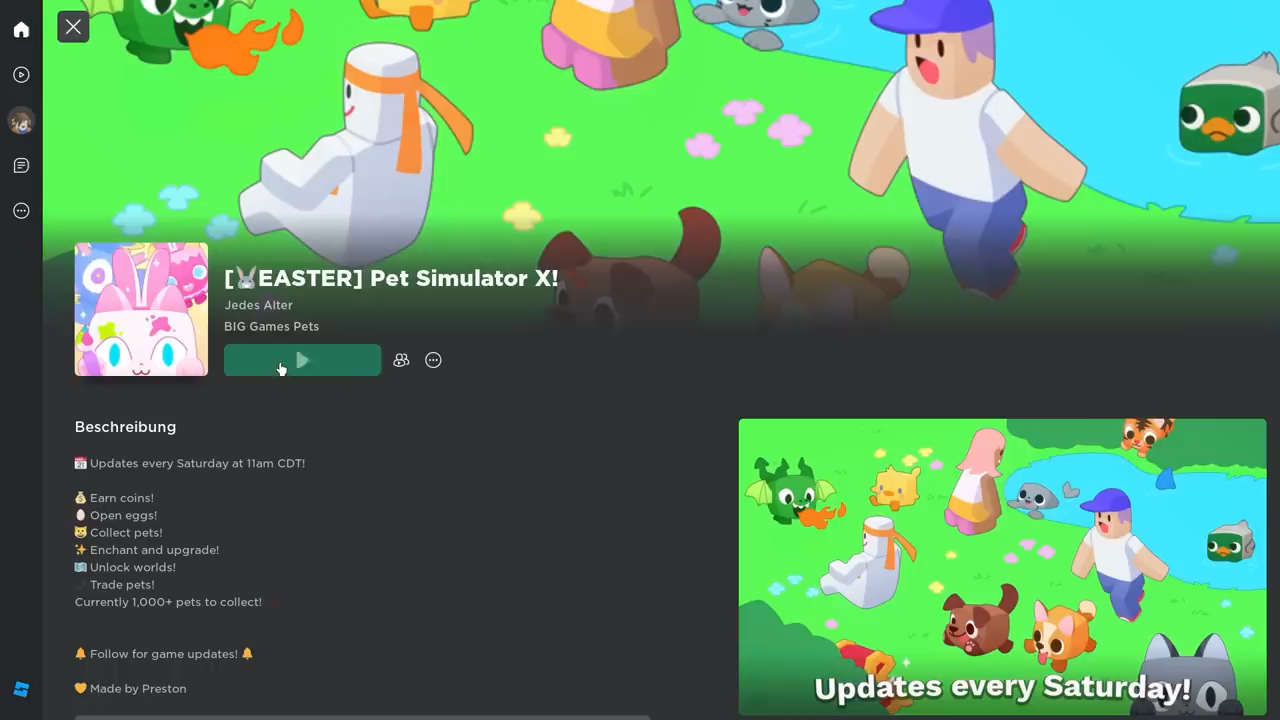 [🐰EASTER] Pet Simulator X!
Jedes Alter
BIG Games Pets
Beschreibung
📅 Updates every Saturday at 11am CDT!
💰 Earn coins!
🥚 Open eggs!
🐱 Collect pets!
✨ Enchant and upgrade!
🗺️ Unlock worlds!
✔️ Trade pets!
Currently 1,000+ pets to collect!
🔔 Follow for game updates! 🔔
🧡 Made by Preston
Updates every Saturday!